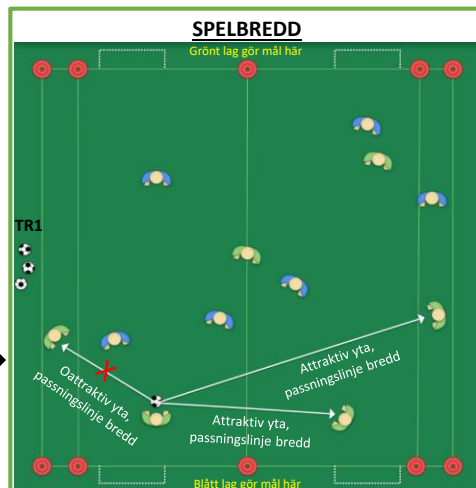 SPELBREDD
Grönt lag gör mål här
TR1
Oattraktiv yta,
passningslinje bredd
Attraktiv yta,
passningslinje bredd
Attraktiv yta,
passningslinje bredd
Blått lag gör mål här